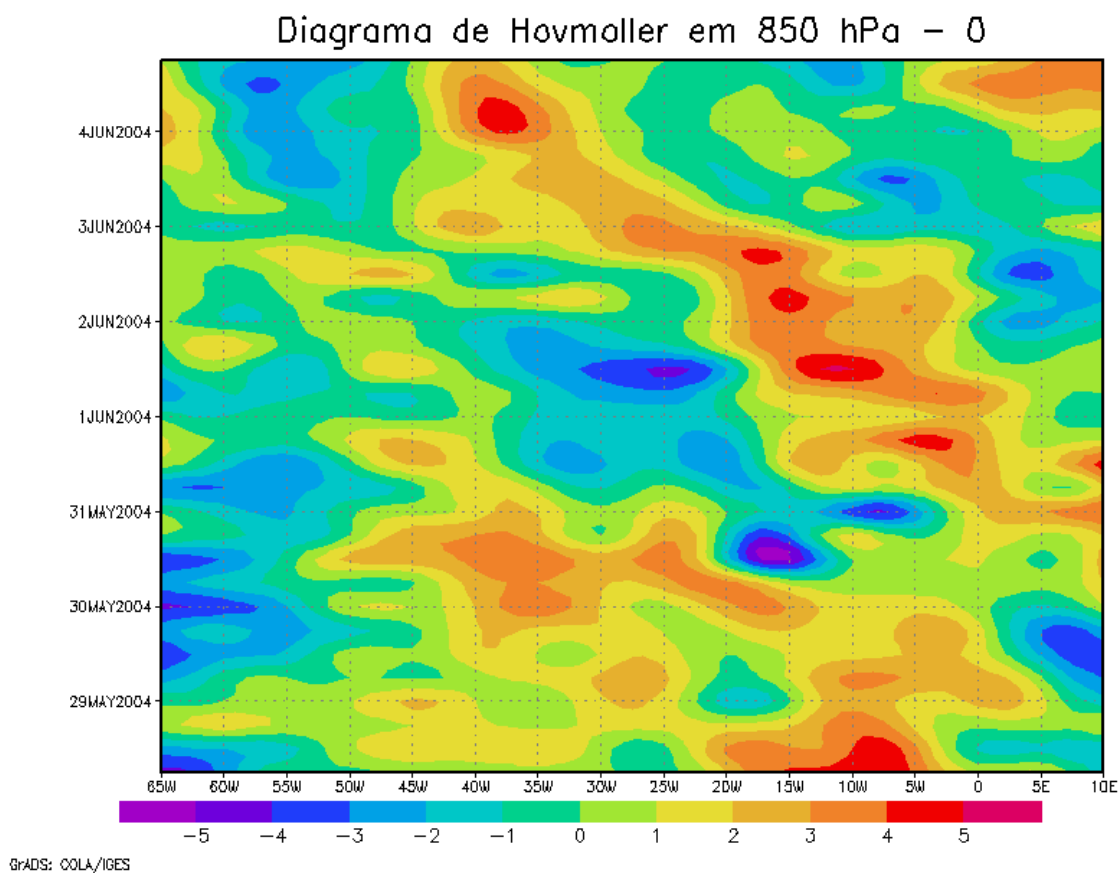 Diagrama de Hovmoller em 850 hPa - 0
4JUN2004
3JUN2004
2JUN2004
1JUN2004
31MAY2004
30MAY2004
29MAY2004
65W 60W 55W 50W 45W 40W 35W 30W 25W 20W 15W 10W 5W 0 5E 10E
-5 -4 -3 -2 -1 0 1 2 3 4 5
GrADS: COLA/IGES